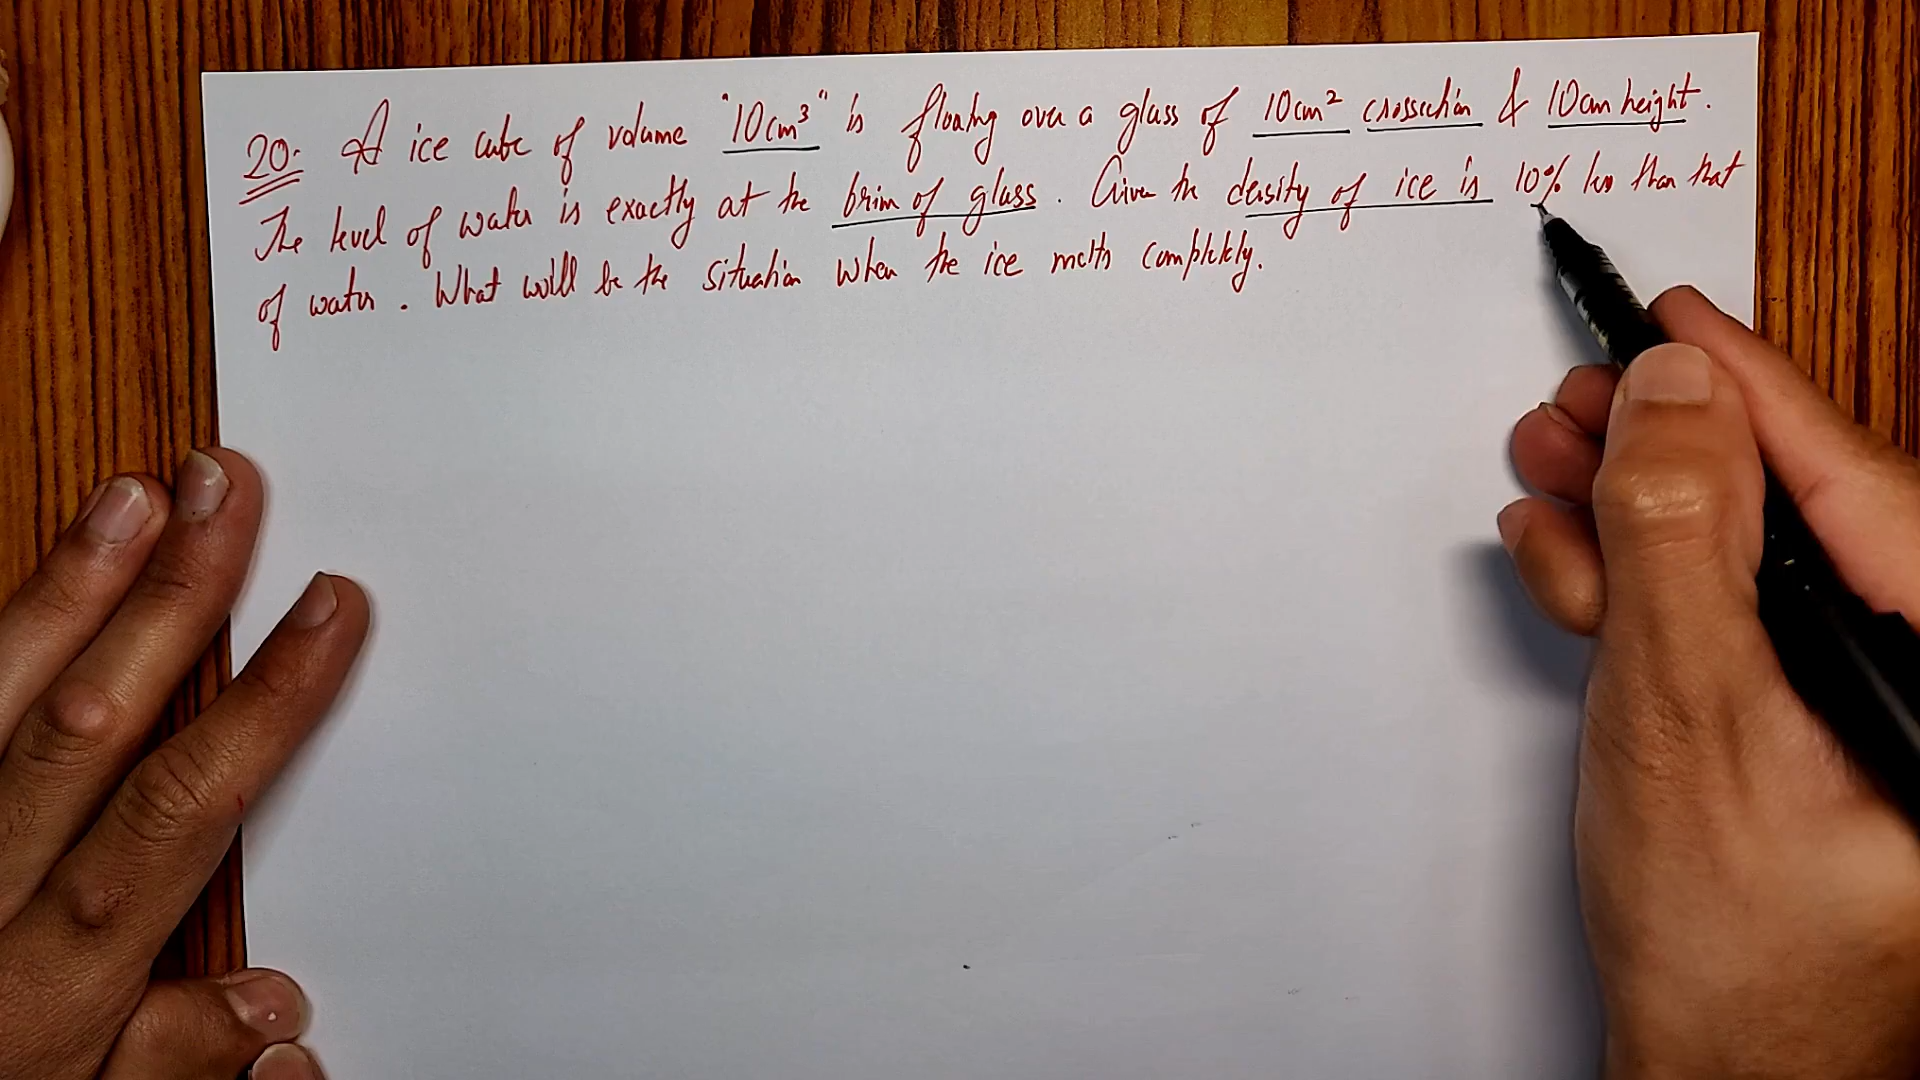 20. A ice cube of volume "10cm³" is floating over a glass of 10cm² crossection & 10cm height.
The level of water is exactly at the brim of glass. Given the desity of ice is 10% less than that
of water. What will be the situation when the ice melts completely.